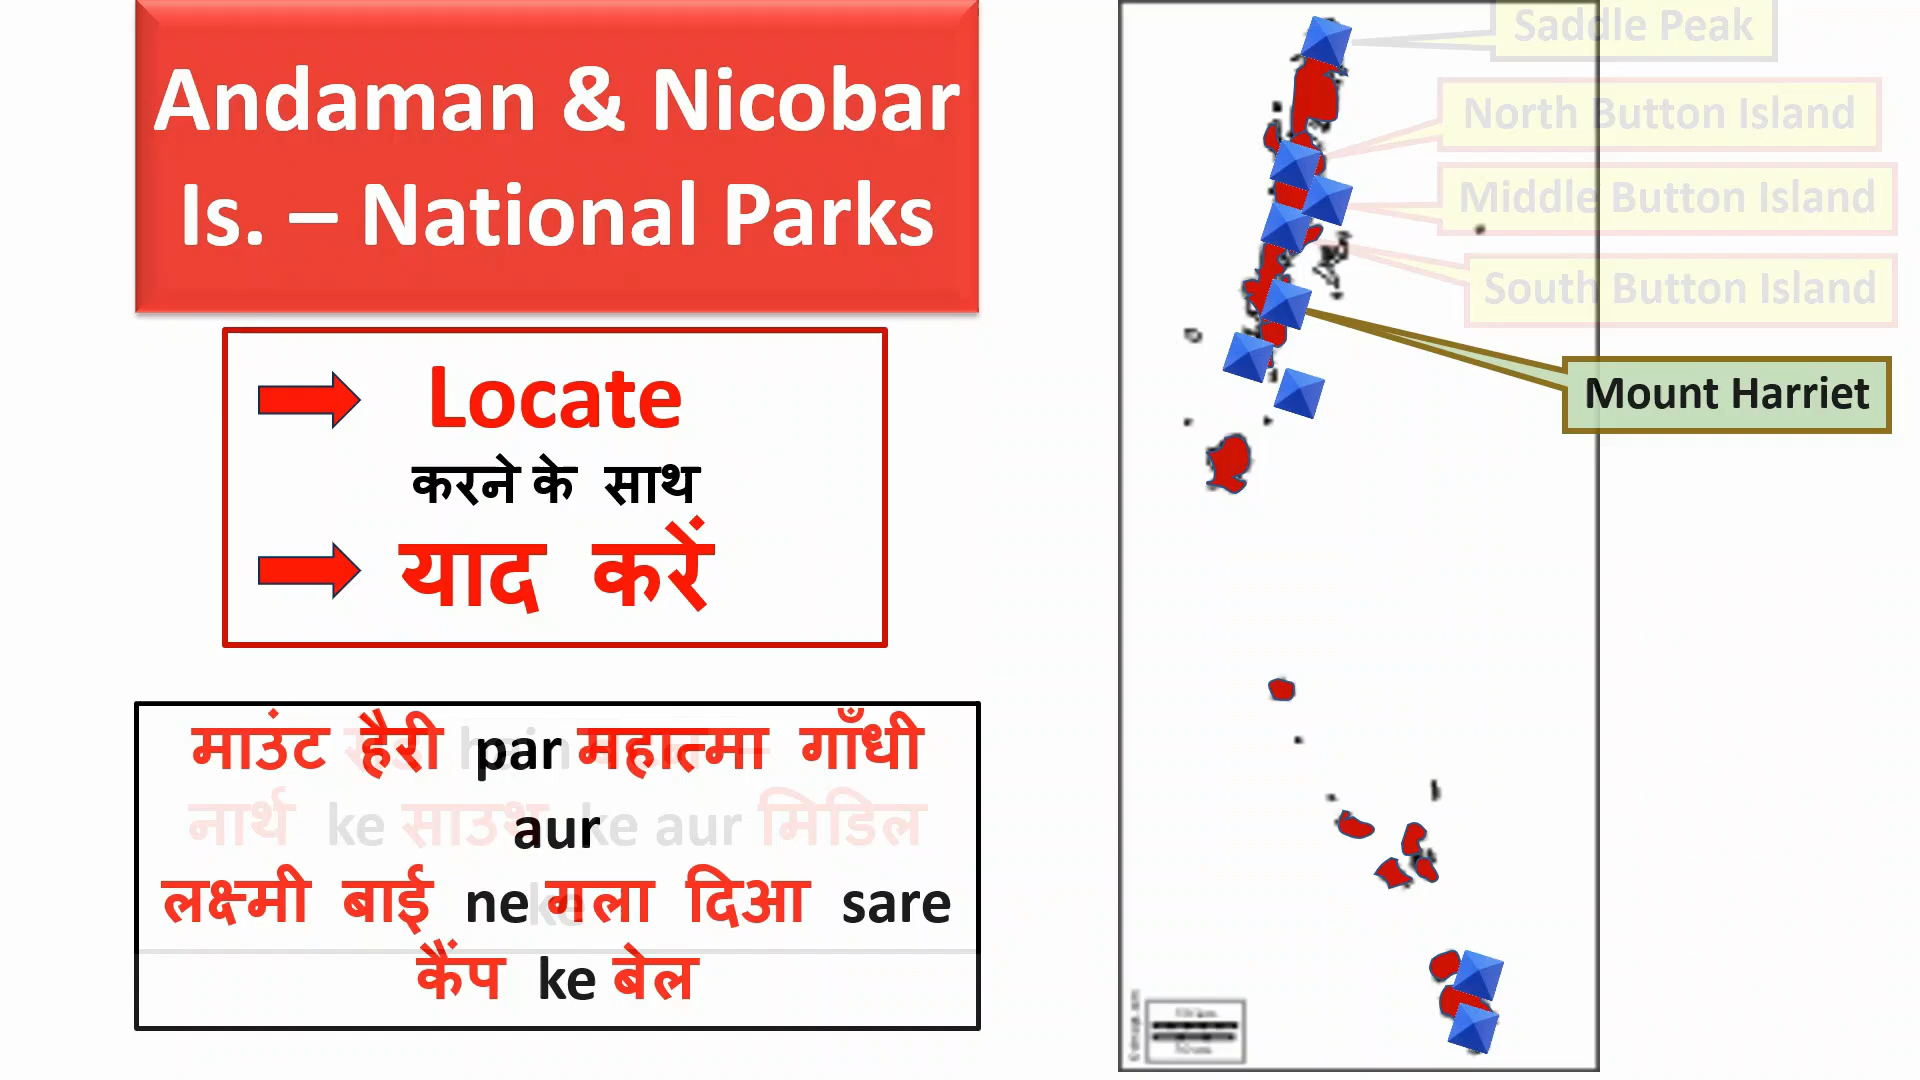 Andaman & Nicobar
Is. – National Parks
Locate
करने के साथ
याद करें
माउंट हैरी par महात्मा गाँधी
aur
लक्ष्मी बाई ne गला दिआ sare
कैंप ke बेल
नार्थ ke साउथ ke aur मिडिल
ke
Saddle Peak
North Button Island
Middle Button Island
South Button Island
Mount Harriet